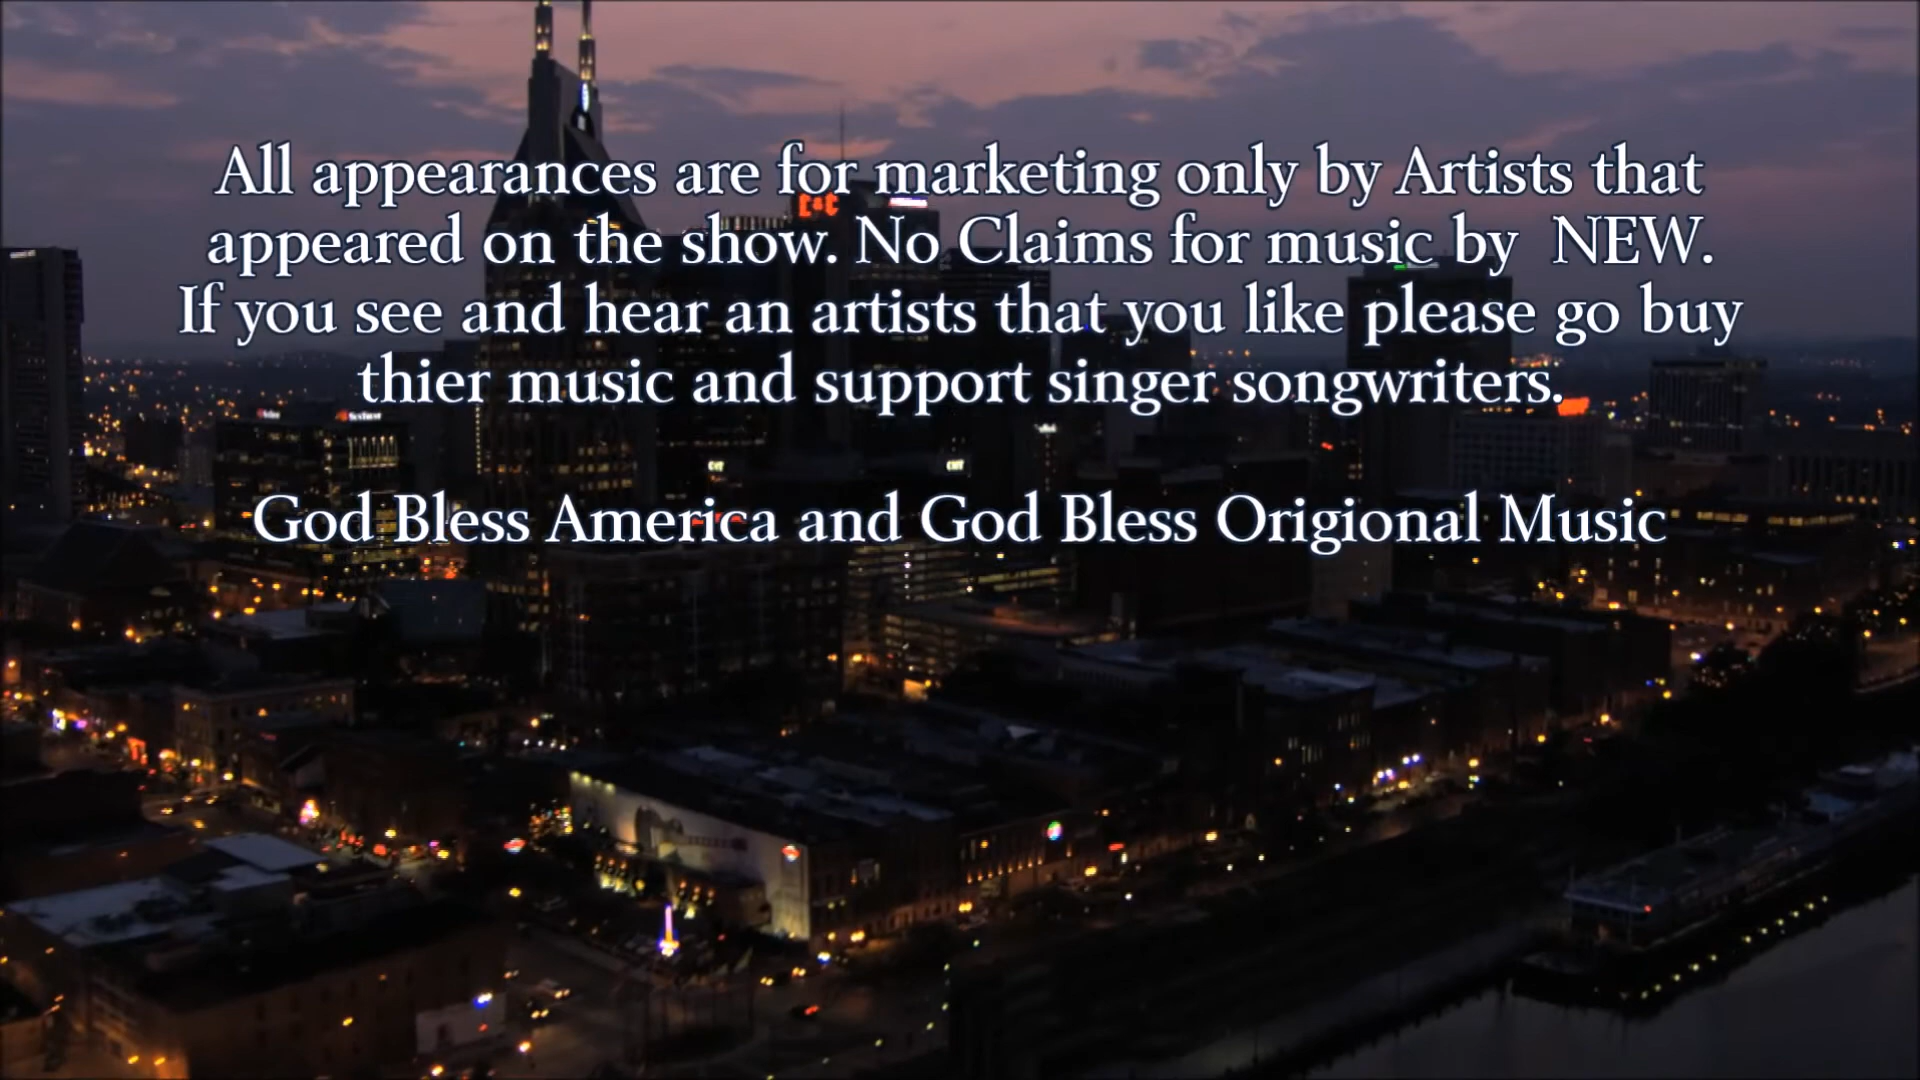 All appearances are for marketing only by Artists that
appeared on the show. No Claims for music by  NEW.
If you see and hear an artists that you like please go buy
thier music and support singer songwriters.
God Bless America and God Bless Origional Music